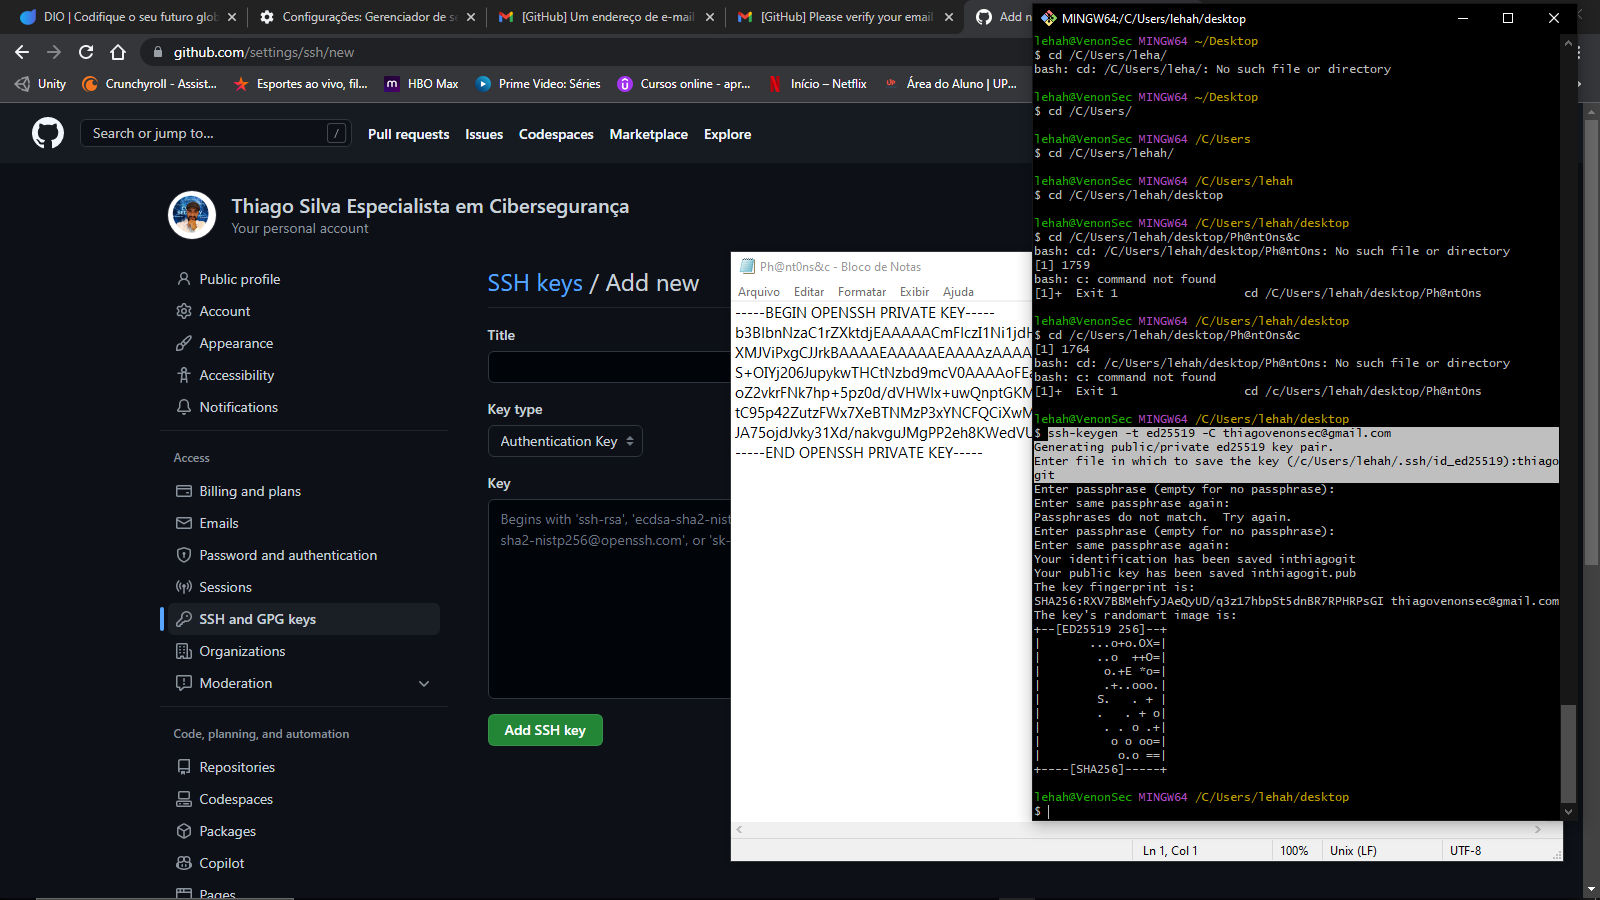 DIO | Codifique o seu futuro glob
Configurações: Gerenciador de se
[GitHub] Um endereço de e-mail
[GitHub] Please verify your email
Add n
github.com/settings/ssh/new
Unity
Crunchyroll - Assist...
Esportes ao vivo, fil...
m HBO Max
Prime Video: Séries
Cursos online - apr...
Início – Netflix
UP Área do Aluno | UP...
Search or jump to... /
Pull requests
Issues
Codespaces
Marketplace
Explore
Thiago Silva Especialista em Cibersegurança
Your personal account
Public profile
Account
Appearance
Accessibility
Notifications
Access
Billing and plans
Emails
Password and authentication
Sessions
SSH and GPG keys
Organizations
Moderation
Code, planning, and automation
Repositories
Codespaces
Packages
Copilot
Pages
SSH keys / Add new
Title
Key type
Authentication Key
Key
Begins with 'ssh-rsa', 'ecdsa-sha2-nist
sha2-nistp256@openssh.com', or 'sk-
Add SSH key
Ph@nt0ns&c - Bloco de Notas
Arquivo Editar Formatar Exibir Ajuda
-----BEGIN OPENSSH PRIVATE KEY-----
-----END OPENSSH PRIVATE KEY-----
Ln 1, Col 1
100%
Unix (LF)
UTF-8
MINGW64:/C/Users/lehah/desktop
lehah@VenonSec MINGW64 ~/Desktop
$ cd /C/Users/leha/
bash: cd: /C/Users/leha/: No such file or directory
lehah@VenonSec MINGW64 ~/Desktop
$ cd /C/Users/
lehah@VenonSec MINGW64 /C/Users
$ cd /C/Users/lehah/
lehah@VenonSec MINGW64 /C/Users/lehah
$ cd /C/Users/lehah/desktop
lehah@VenonSec MINGW64 /C/Users/lehah/desktop
$ cd /C/Users/lehah/desktop/Ph@nt0ns&c
bash: cd: /C/Users/lehah/desktop/Ph@nt0ns: No such file or directory
[1] 1759
bash: c: command not found
[1]+  Exit 1                  cd /C/Users/lehah/desktop/Ph@nt0ns
lehah@VenonSec MINGW64 /C/Users/lehah/desktop
$ cd /c/Users/lehah/desktop/Ph@nt0ns&c
[1] 1764
bash: cd: /c/Users/lehah/desktop/Ph@nt0ns: No such file or directory
bash: c: command not found
[1]+  Exit 1                  cd /c/Users/lehah/desktop/Ph@nt0ns
lehah@VenonSec MINGW64 /C/Users/lehah/desktop
$ ssh-keygen -t ed25519 -C thiagovenonsec@gmail.com
Generating public/private ed25519 key pair.
Enter file in which to save the key (/c/Users/lehah/.ssh/id_ed25519):thiago
git
Enter passphrase (empty for no passphrase):
Enter same passphrase again:
Passphrases do not match.  Try again.
Enter passphrase (empty for no passphrase):
Enter same passphrase again:
Your identification has been saved inthiagogit
Your public key has been saved inthiagogit.pub
The key fingerprint is:
SHA256:RXV7BBMehfyJAeQyUD/q3z17hbpSt5dnBR7RPHRPsGI thiagovenonsec@gmail.com
The key's randomart image is:
+--[ED25519 256]--+
|       ...o+o.OX=|
|        ..o  ++O=|
|         o.+E *o=|
|         .+..ooo.|
|        S.   . + |
|        .   . + o|
|         . . o .+|
|          o o oo=|
|           o.o ==|
+----[SHA256]-----+
lehah@VenonSec MINGW64 /C/Users/lehah/desktop
$